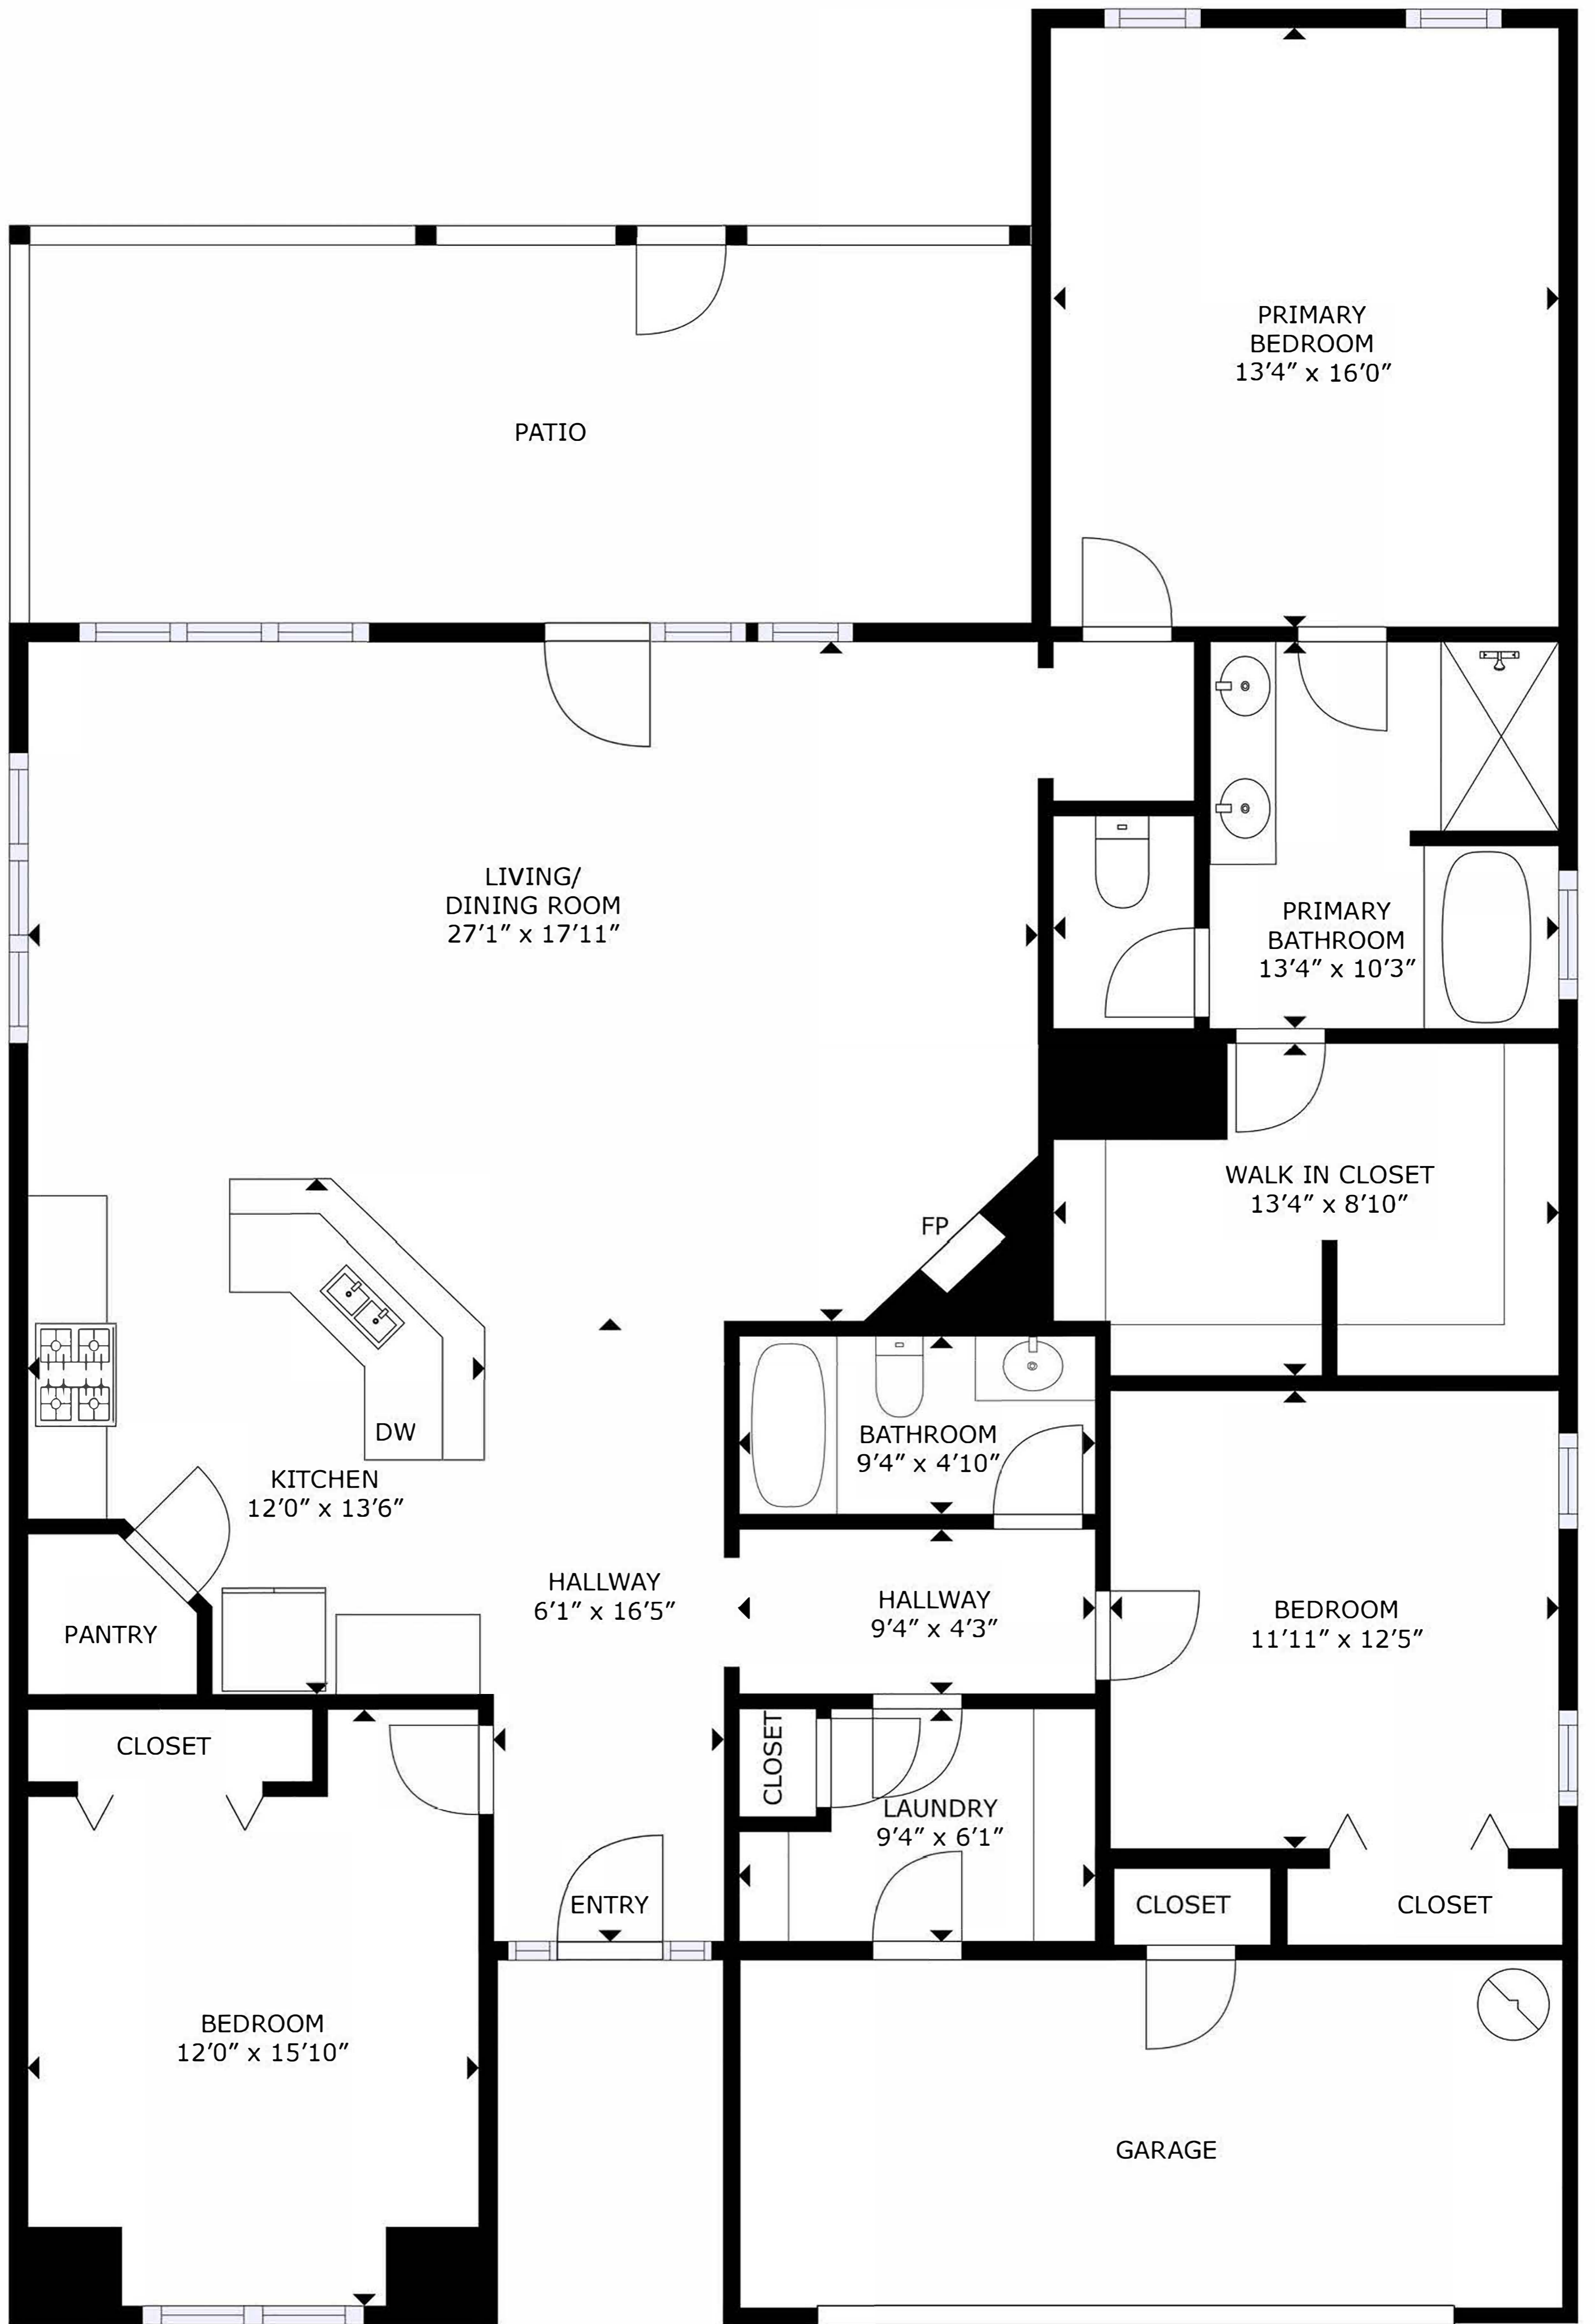 PRIMARY
BEDROOM
13’4” x 16’0”
PATIO
LIVING/
DINING ROOM
27’1” x 17’11”
PRIMARY
BATHROOM
13’4” x 10’3”
WALK IN CLOSET
13’4” x 8’10”
FP
DW
BATHROOM
9’4” x 4’10”
KITCHEN
12’0” x 13’6”
HALLWAY
6’1” x 16’5”
HALLWAY
9’4” x 4’3”
BEDROOM
11’11” x 12’5”
PANTRY
CLOSET
CLOSET
LAUNDRY
9’4” x 6’1”
ENTRY
CLOSET
CLOSET
BEDROOM
12’0” x 15’10”
GARAGE